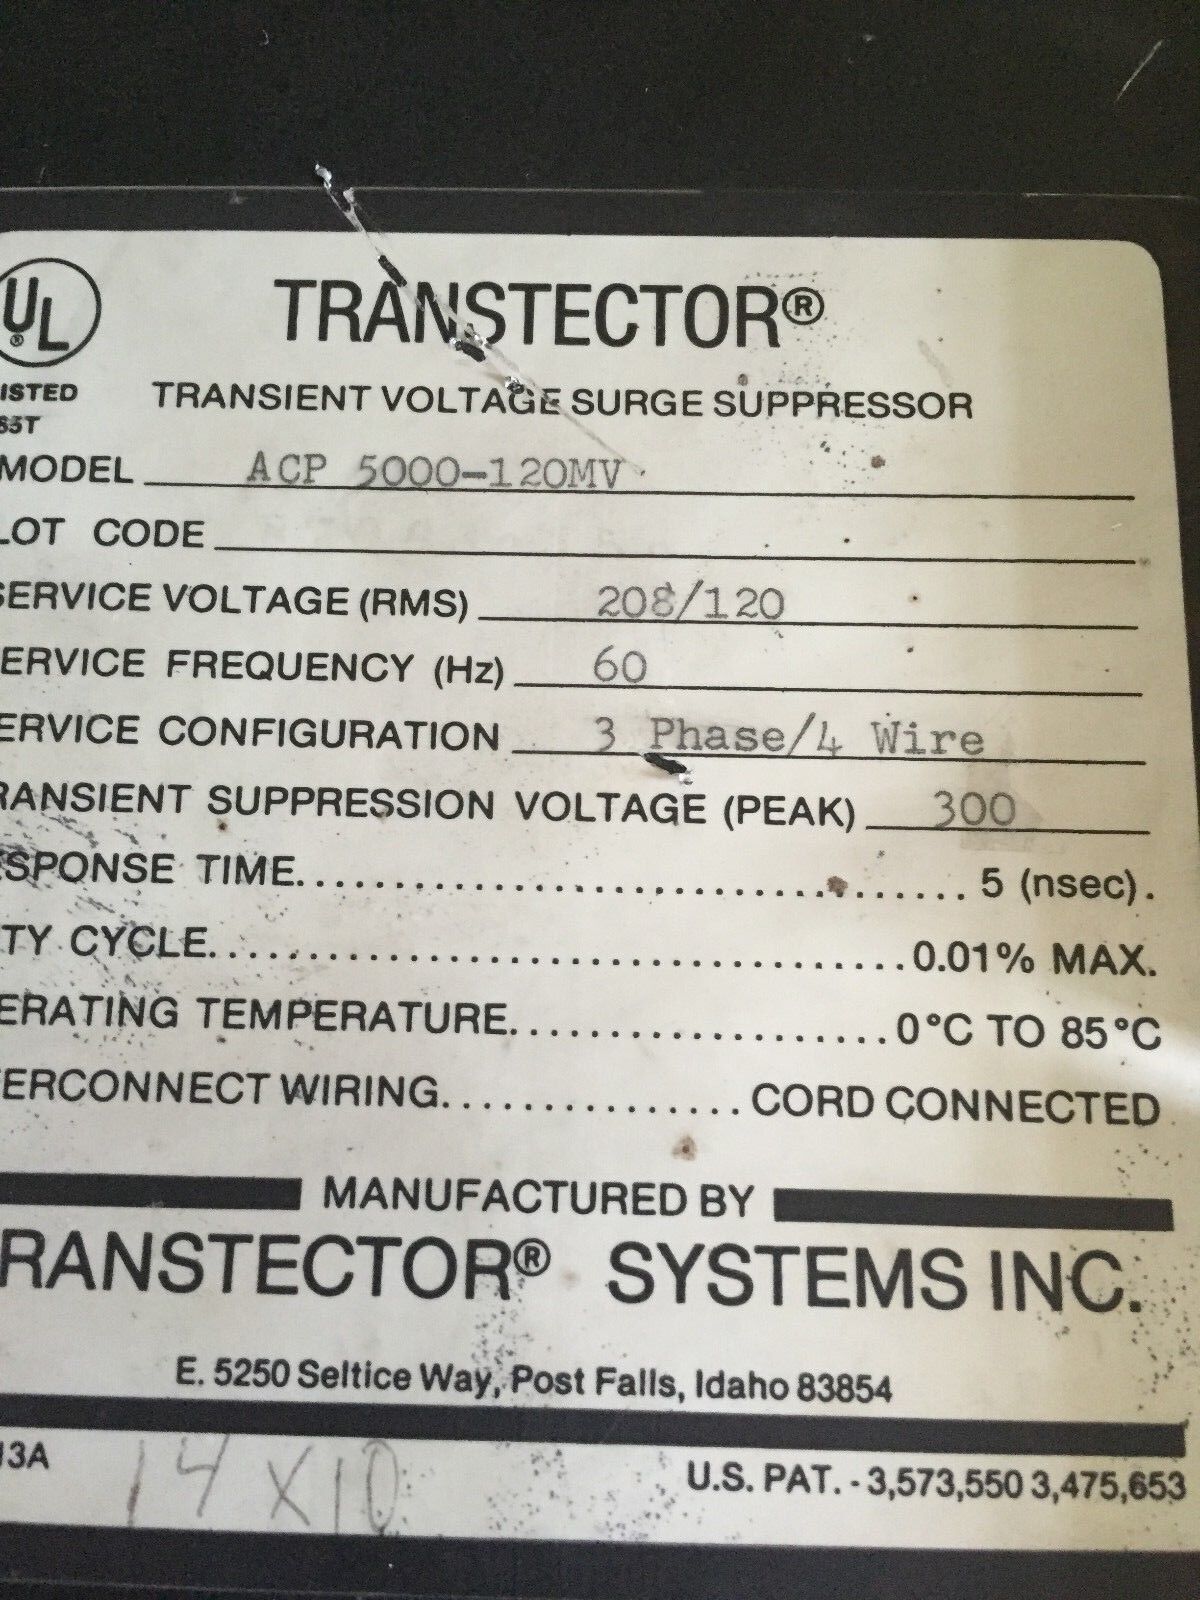 UL®
TRANSTECTOR®
ISTED
TRANSIENT VOLTAGE SURGE SUPPRESSOR
MODEL ACP 5000-120MV
LOT CODE
SERVICE VOLTAGE (RMS) 208/120
ERVICE FREQUENCY (Hz) 60
ERVICE CONFIGURATION 3 Phase/4 Wire
RANSIENT SUPPRESSION VOLTAGE (PEAK) 300
ESPONSE TIME........................................ 5 (nsec).
TY CYCLE........................................0.01% MAX.
ERATING TEMPERATURE......................0°C TO 85°C
ERCONNECT WIRING.................CORD CONNECTED
MANUFACTURED BY
RANSTECTOR® SYSTEMS INC.
E. 5250 Seltice Way, Post Falls, Idaho 83854
13A 14 X10 U.S. PAT. - 3,573,550 3,475,653